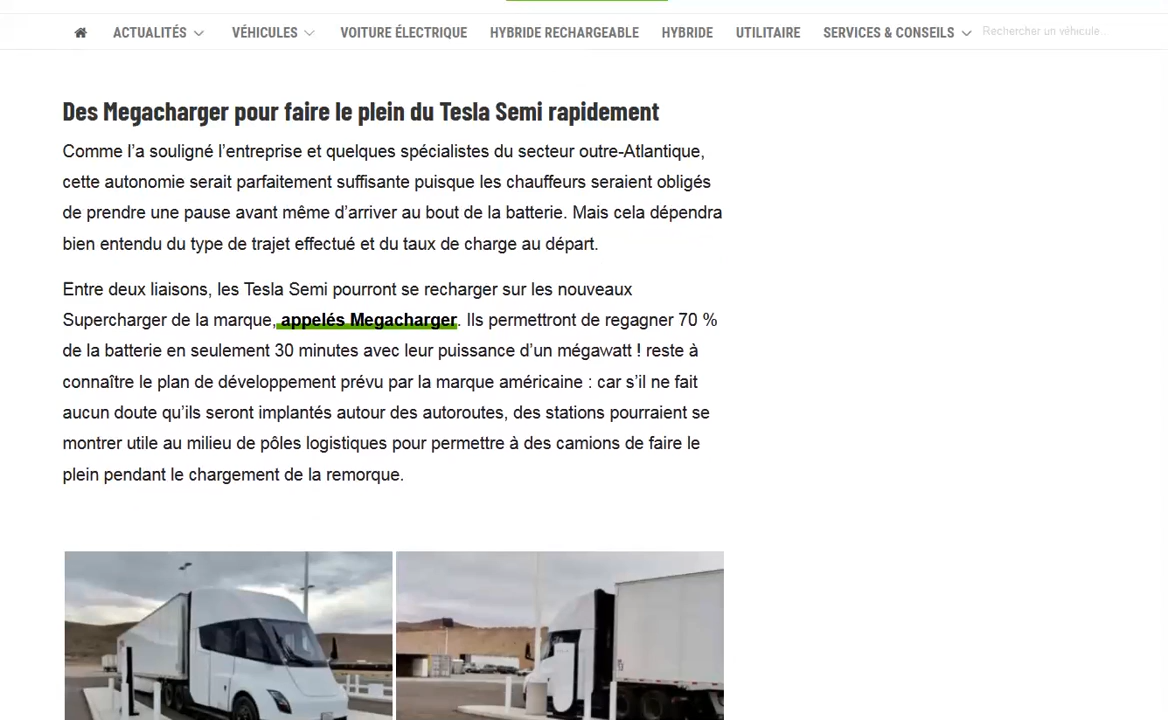 ACTUALITÉS VÉHICULES VOITURE ÉLECTRIQUE HYBRIDE RECHARGEABLE HYBRIDE UTILITAIRE SERVICES & CONSEILS Rechercher un véhicule...
Des Megacharger pour faire le plein du Tesla Semi rapidement
Comme l’a souligné l’entreprise et quelques spécialistes du secteur outre-Atlantique,
cette autonomie serait parfaitement suffisante puisque les chauffeurs seraient obligés
de prendre une pause avant même d’arriver au bout de la batterie. Mais cela dépendra
bien entendu du type de trajet effectué et du taux de charge au départ.
Entre deux liaisons, les Tesla Semi pourront se recharger sur les nouveaux
Supercharger de la marque, appelés Megacharger. Ils permettront de regagner 70 %
de la batterie en seulement 30 minutes avec leur puissance d’un mégawatt ! reste à
connaître le plan de développement prévu par la marque américaine : car s’il ne fait
aucun doute qu’ils seront implantés autour des autoroutes, des stations pourraient se
montrer utile au milieu de pôles logistiques pour permettre à des camions de faire le
plein pendant le chargement de la remorque.